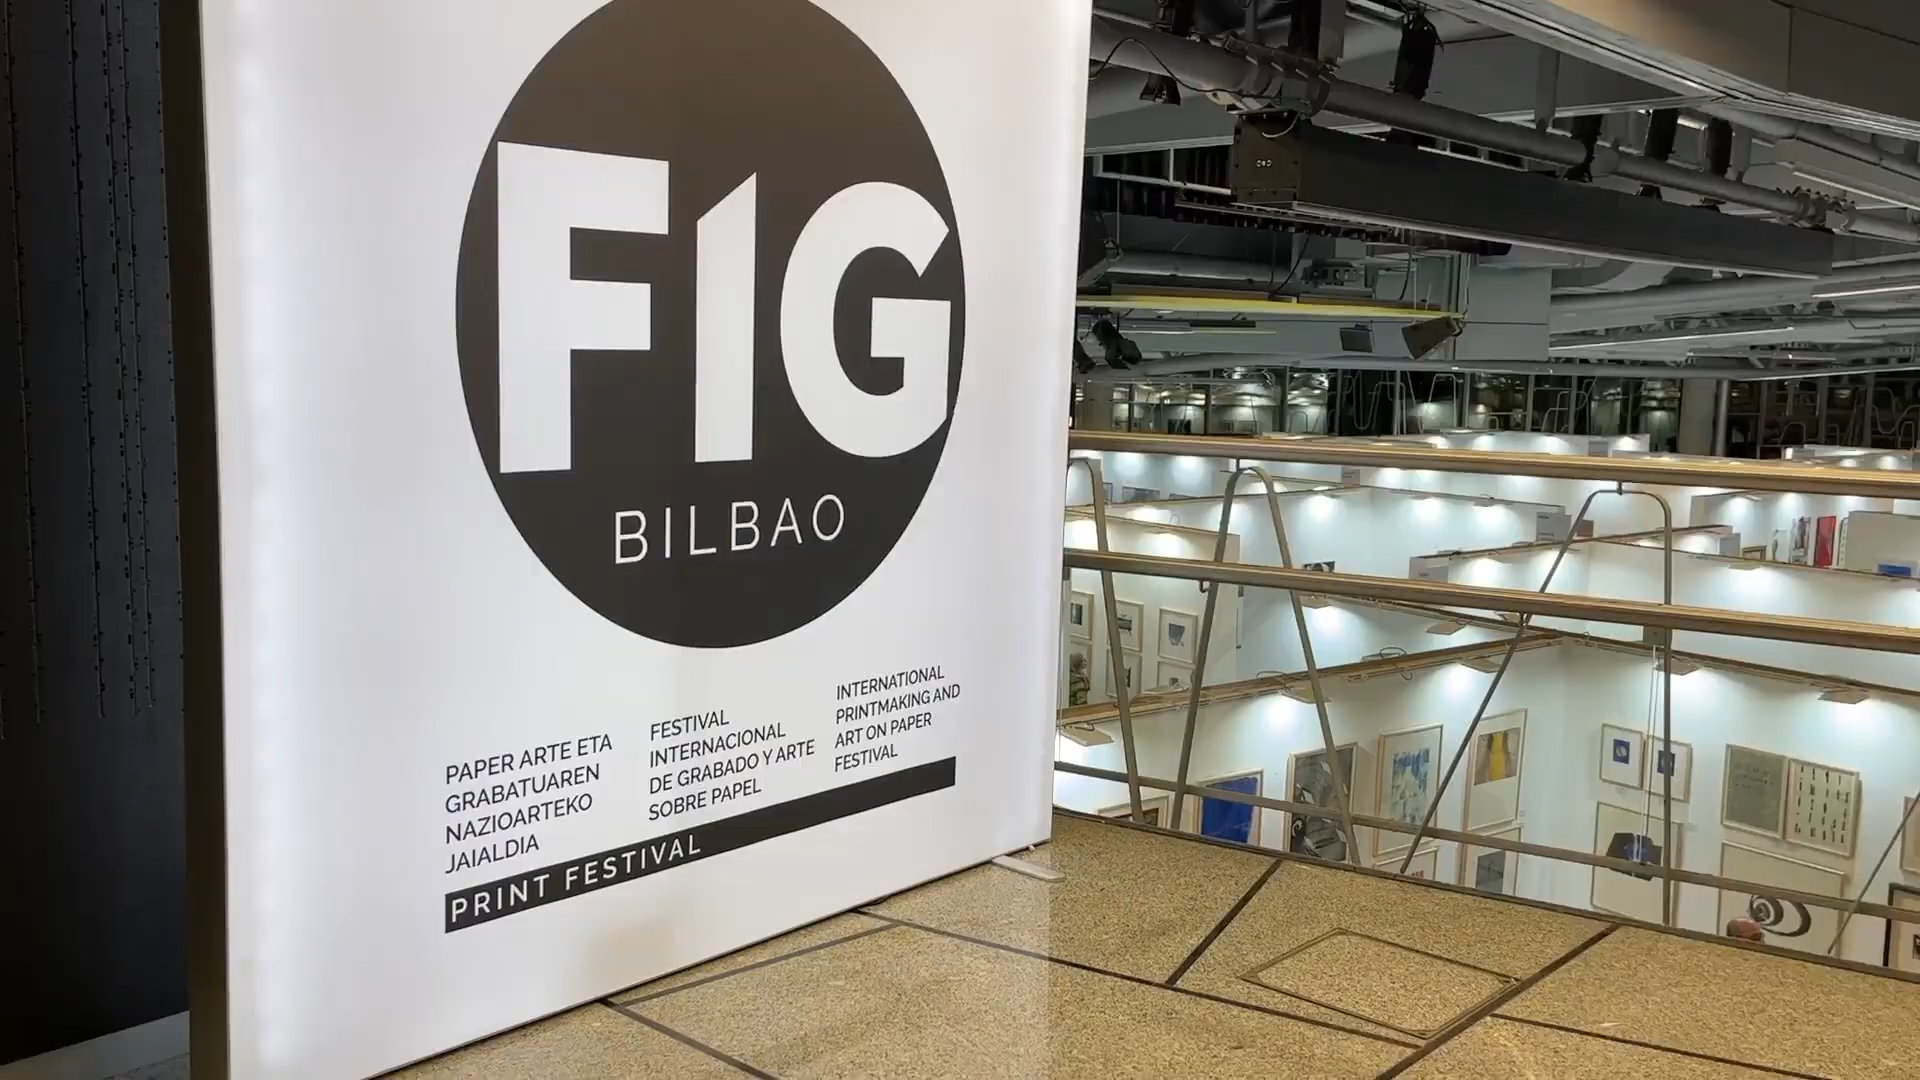 FIG
BILBAO
PAPER ARTE ETA
GRABATUAREN
NAZIOARTEKO
JAIALDIA
FESTIVAL
INTERNACIONAL
DE GRABADO Y ARTE
SOBRE PAPEL
INTERNATIONAL
PRINTMAKING AND
ART ON PAPER
FESTIVAL
PRINT FESTIVAL